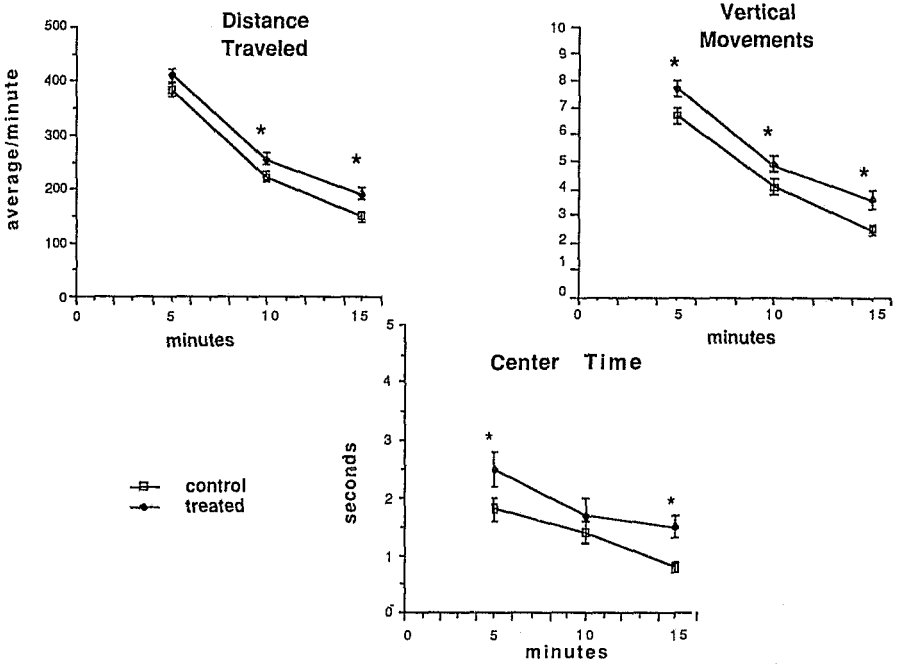 Distance
Traveled
average/minute
500
400
300
200
100
0
*
*
0 5 10 15
minutes
Vertical
Movements
10
9
8
7
6
5
4
3
2
1
0
*
*
*
0 5 10 15
minutes
Center Time
seconds
5
4
3
2
1
0
*
*
0 5 10 15
minutes
control
treated